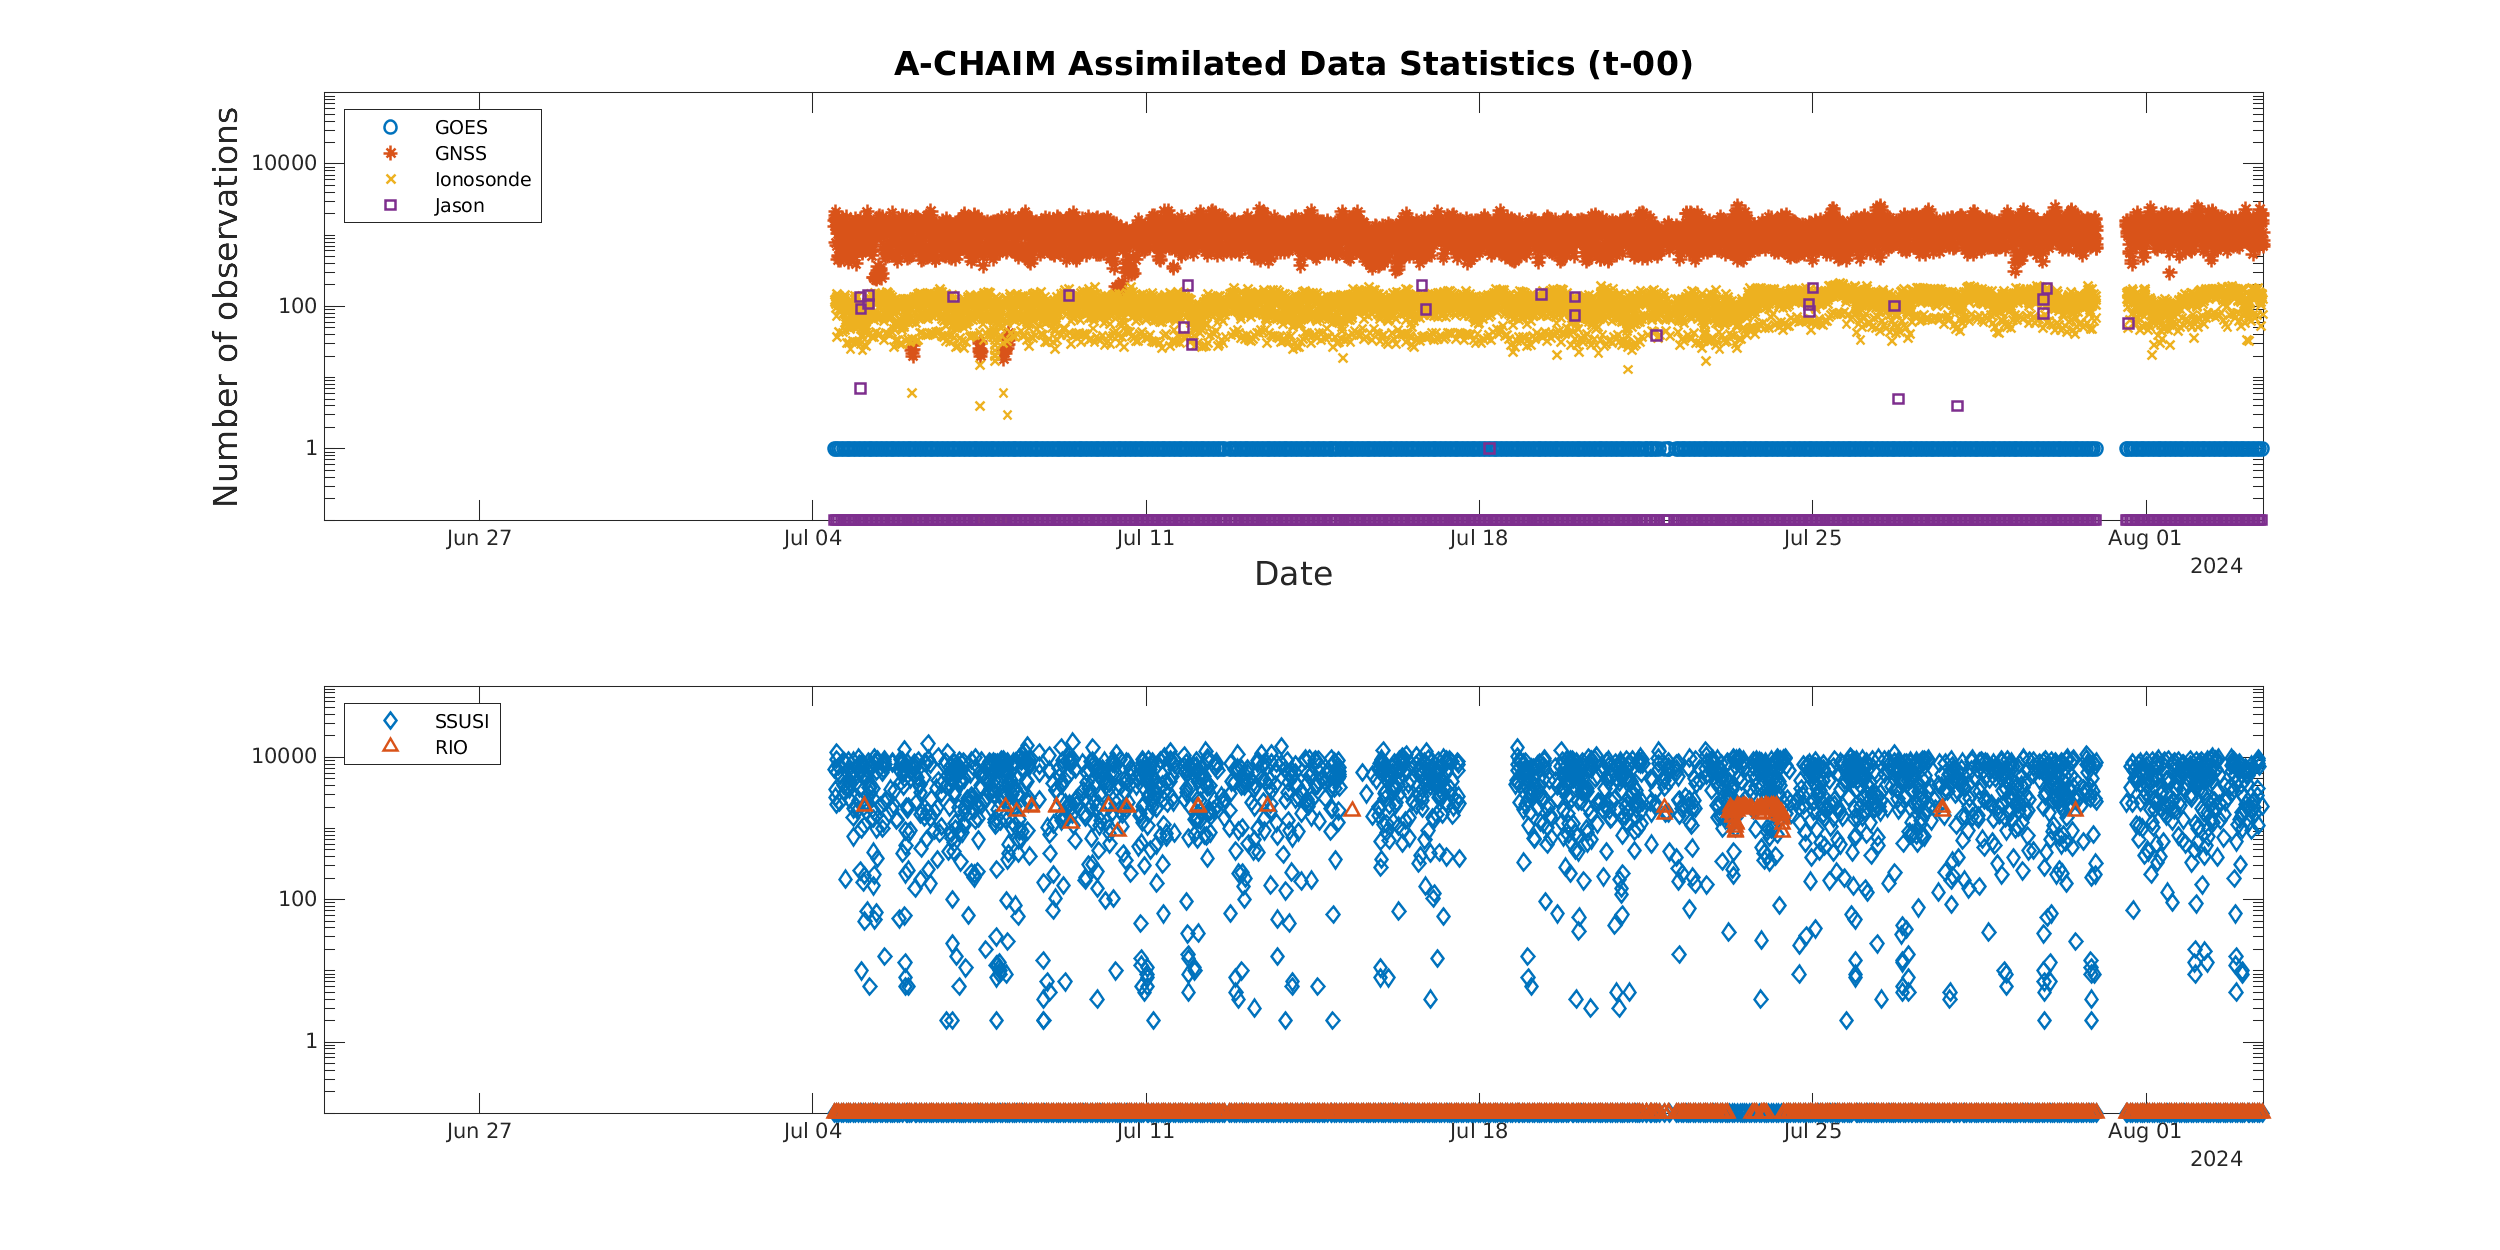 A-CHAIM Assimilated Data Statistics (t-00)
Number of observations
10000
100
1
GOES
GNSS
Ionosonde
Jason
Jun 27
Jul 04
Jul 11
Jul 18
Jul 25
Aug 01
2024
Date
10000
100
1
SSUSI
RIO
Jun 27
Jul 04
Jul 11
Jul 18
Jul 25
Aug 01
2024